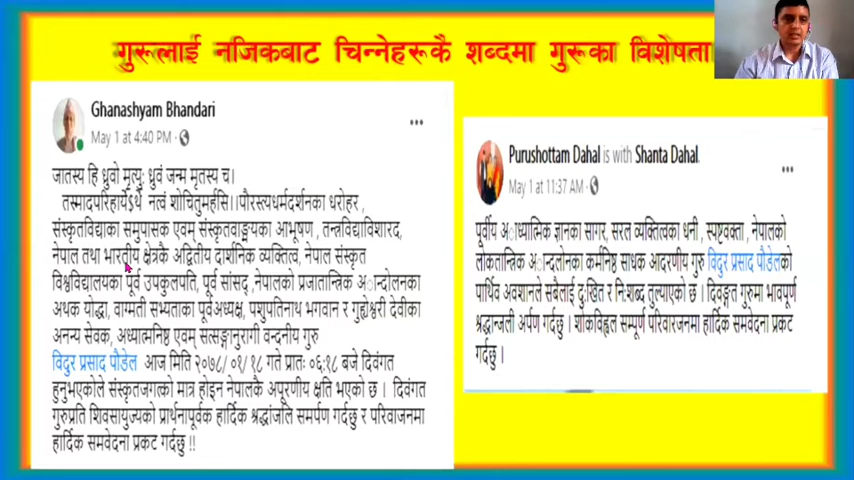 गुरूलाई नजिकबाट चिन्नेहरूकै शब्दमा गुरूका विशेषता
Ghanashyam Bhandari
May 1 at 4:40 PM ·
जातस्य हि ध्रुवो मृत्यु: ध्रुवं जन्म मृतस्य च।
तस्मादपरिहार्येऽर्थे नत्वं शोचितुमर्हसि।।पौरस्त्यधर्मदर्शनका धरोहर ,
संस्कृतविद्याका समुपासक एवम् संस्कृतवाङ्मयका आभूषण , तन्त्रविद्याविशारद,
नेपाल तथा भारतीय क्षेत्रकै अद्वितीय दार्शनिक व्यक्तित्व, नेपाल संस्कृत
विश्वविद्यालयका पूर्व उपकुलपति, पूर्व सांसद् ,नेपालको प्रजातान्त्रिक अान्दोलनका
अथक योद्धा, वाग्मती सभ्यताका पूर्वअध्यक्ष, पशुपतिनाथ भगवान र गुह्येश्वरी देवीका
अनन्य सेवक, अध्यात्मनिष्ठ एवम् सत्सङ्गानुरागी वन्दनीय गुरु
विदुर प्रसाद पौडेल आज मिति २०७८/ ०१/ १८ गते प्रातः ०६:१८ बजे दिवंगत
हुनुभएकोले संस्कृतजगत्को मात्र होइन नेपालकै अपूरणीय क्षति भएको छ । दिवंगत
गुरुप्रति शिवसायुज्यको प्रार्थनापूर्वक हार्दिक श्रद्धांजलि समर्पण गर्दछु र परिवाजनमा
हार्दिक समवेदना प्रकट गर्दछु !!
Purushottam Dahal is with Shanta Dahal.
May 1 at 11:37 AM ·
पूर्वीय अाध्यात्मिक ज्ञानका सागर, सरल व्यक्तित्वका धनी , स्पष्टवक्ता , नेपालको
लोकतान्त्रिक अान्दलोनका कर्मनिष्ठ साधक आदरणीय गुरु विदुर प्रसाद पौडेलको
पार्थिव अवशानले सबैलाई दु:खित र नि:शब्द तुल्याएको छ । दिवङ्गत गुरुमा भावपूर्ण
श्रद्धान्जली अर्पण गर्दछु । शोकविह्वल सम्पूर्ण परिवारजनमा हार्दिक समवेदना प्रकट
गर्दछु ।